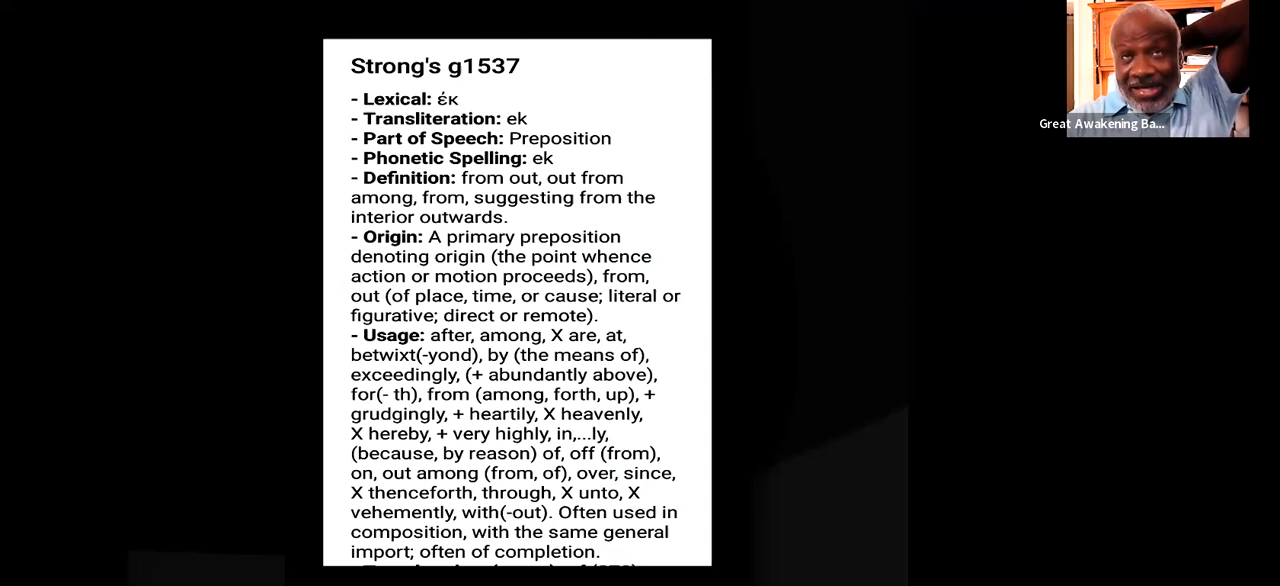 Strong's g1537
- Lexical: ἐκ
- Transliteration: ek
- Part of Speech: Preposition
- Phonetic Spelling: ek
- Definition: from out, out from
among, from, suggesting from the
interior outwards.
- Origin: A primary preposition
denoting origin (the point whence
action or motion proceeds), from,
out (of place, time, or cause; literal or
figurative; direct or remote).
- Usage: after, among, X are, at,
betwixt(-yond), by (the means of),
exceedingly, (+ abundantly above),
for(- th), from (among, forth, up), +
grudgingly, + heartily, X heavenly,
X hereby, + very highly, in,...ly,
(because, by reason) of, off (from),
on, out among (from, of), over, since,
X thenceforth, through, X unto, X
vehemently, with(-out). Often used in
composition, with the same general
import; often of completion.
Great Awakening Ba...